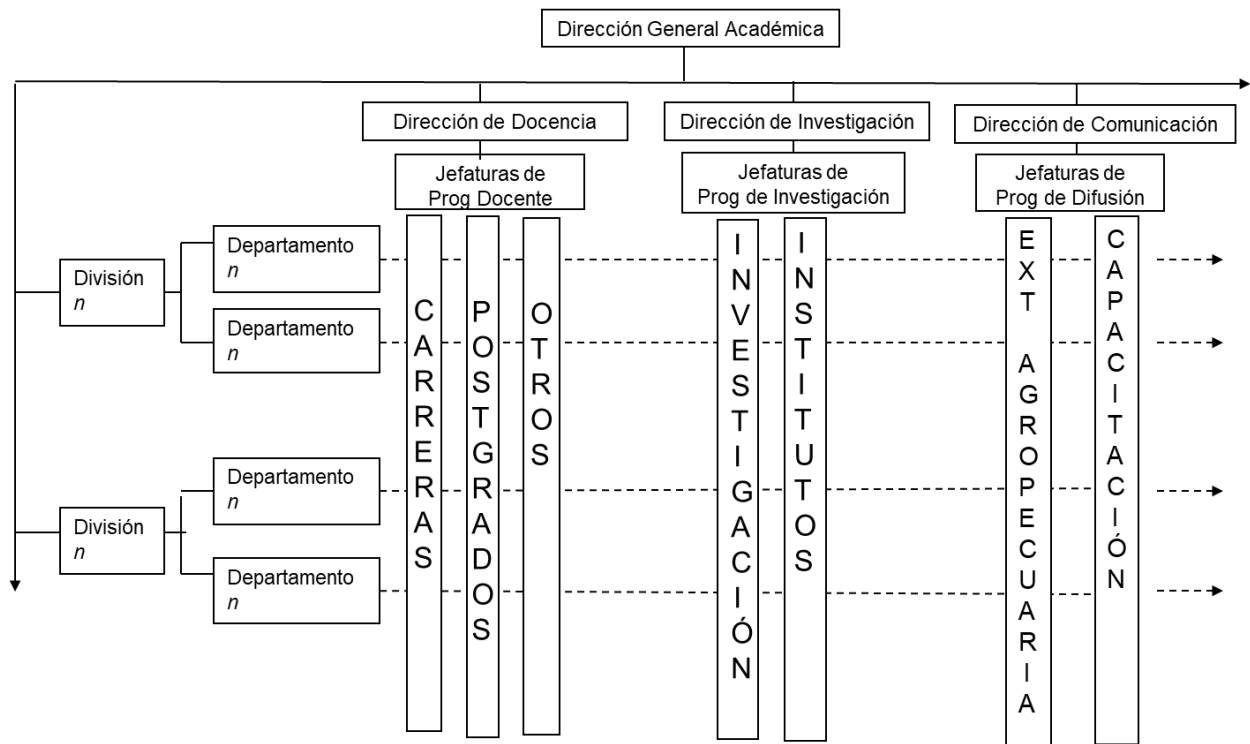 Dirección General Académica
Dirección de Docencia
Dirección de Investigación
Dirección de Comunicación
Jefaturas de
Prog Docente
Jefaturas de
Prog de Investigación
Jefaturas de
Prog de Difusión
CARRERAS
POSTGRADOS
OTROS
INVESTIGACIÓN
INSTITUTOS
EXT AGROPECUARIA
CAPACITACIÓN
División
n
Departamento
n
Departamento
n
División
n
Departamento
n
Departamento
n